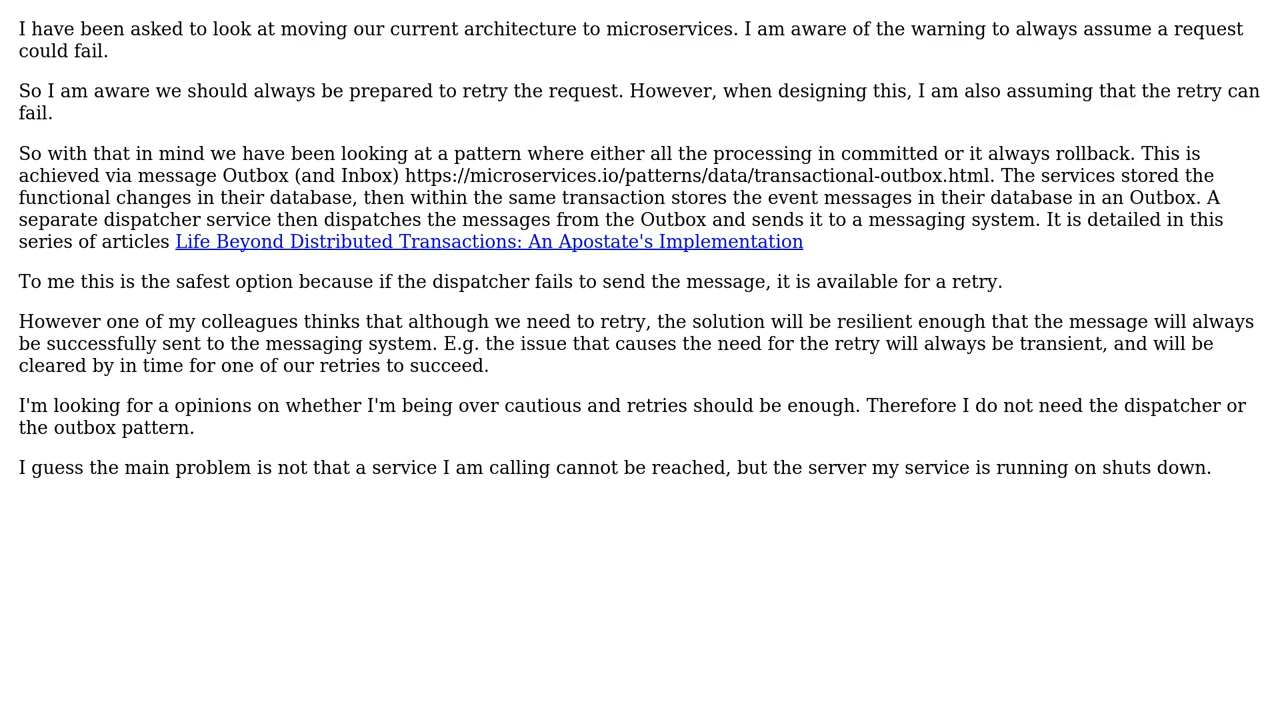 I have been asked to look at moving our current architecture to microservices. I am aware of the warning to always assume a request
could fail.
So I am aware we should always be prepared to retry the request. However, when designing this, I am also assuming that the retry can
fail.
So with that in mind we have been looking at a pattern where either all the processing in committed or it always rollback. This is
achieved via message Outbox (and Inbox) https://microservices.io/patterns/data/transactional-outbox.html. The services stored the
functional changes in their database, then within the same transaction stores the event messages in their database in an Outbox. A
separate dispatcher service then dispatches the messages from the Outbox and sends it to a messaging system. It is detailed in this
series of articles Life Beyond Distributed Transactions: An Apostate's Implementation
To me this is the safest option because if the dispatcher fails to send the message, it is available for a retry.
However one of my colleagues thinks that although we need to retry, the solution will be resilient enough that the message will always
be successfully sent to the messaging system. E.g. the issue that causes the need for the retry will always be transient, and will be
cleared by in time for one of our retries to succeed.
I'm looking for a opinions on whether I'm being over cautious and retries should be enough. Therefore I do not need the dispatcher or
the outbox pattern.
I guess the main problem is not that a service I am calling cannot be reached, but the server my service is running on shuts down.